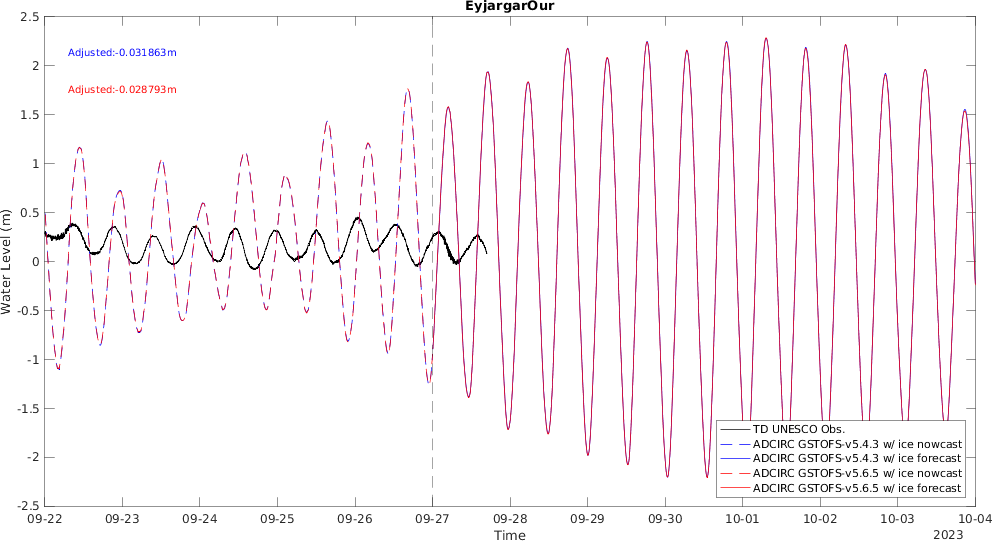 EyjargarOur
Adjusted:-0.031863m
Adjusted:-0.028793m
Water Level (m)
2.5
2
1.5
1
0.5
0
-0.5
-1
-1.5
-2
-2.5
TD UNESCO Obs.
ADCIRC GSTOFS-v5.4.3 w/ ice nowcast
ADCIRC GSTOFS-v5.4.3 w/ ice forecast
ADCIRC GSTOFS-v5.6.5 w/ ice nowcast
ADCIRC GSTOFS-v5.6.5 w/ ice forecast
09-22 09-23 09-24 09-25 09-26 09-27 09-28 09-29 09-30 10-01 10-02 10-03 10-04
Time
2023